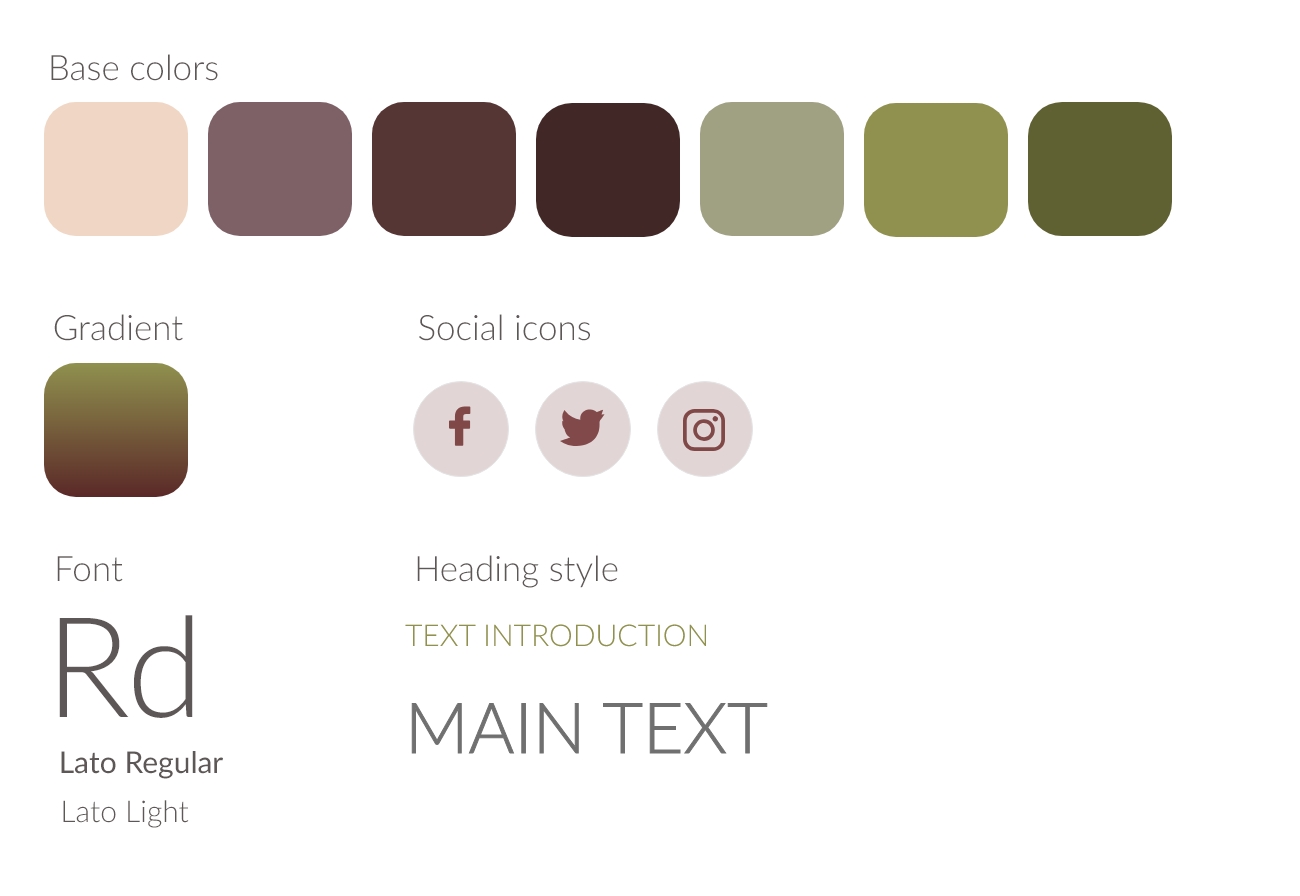 Base colors
Gradient
Social icons
Font
Heading style
Rd
TEXT INTRODUCTION
MAIN TEXT
Lato Regular
Lato Light